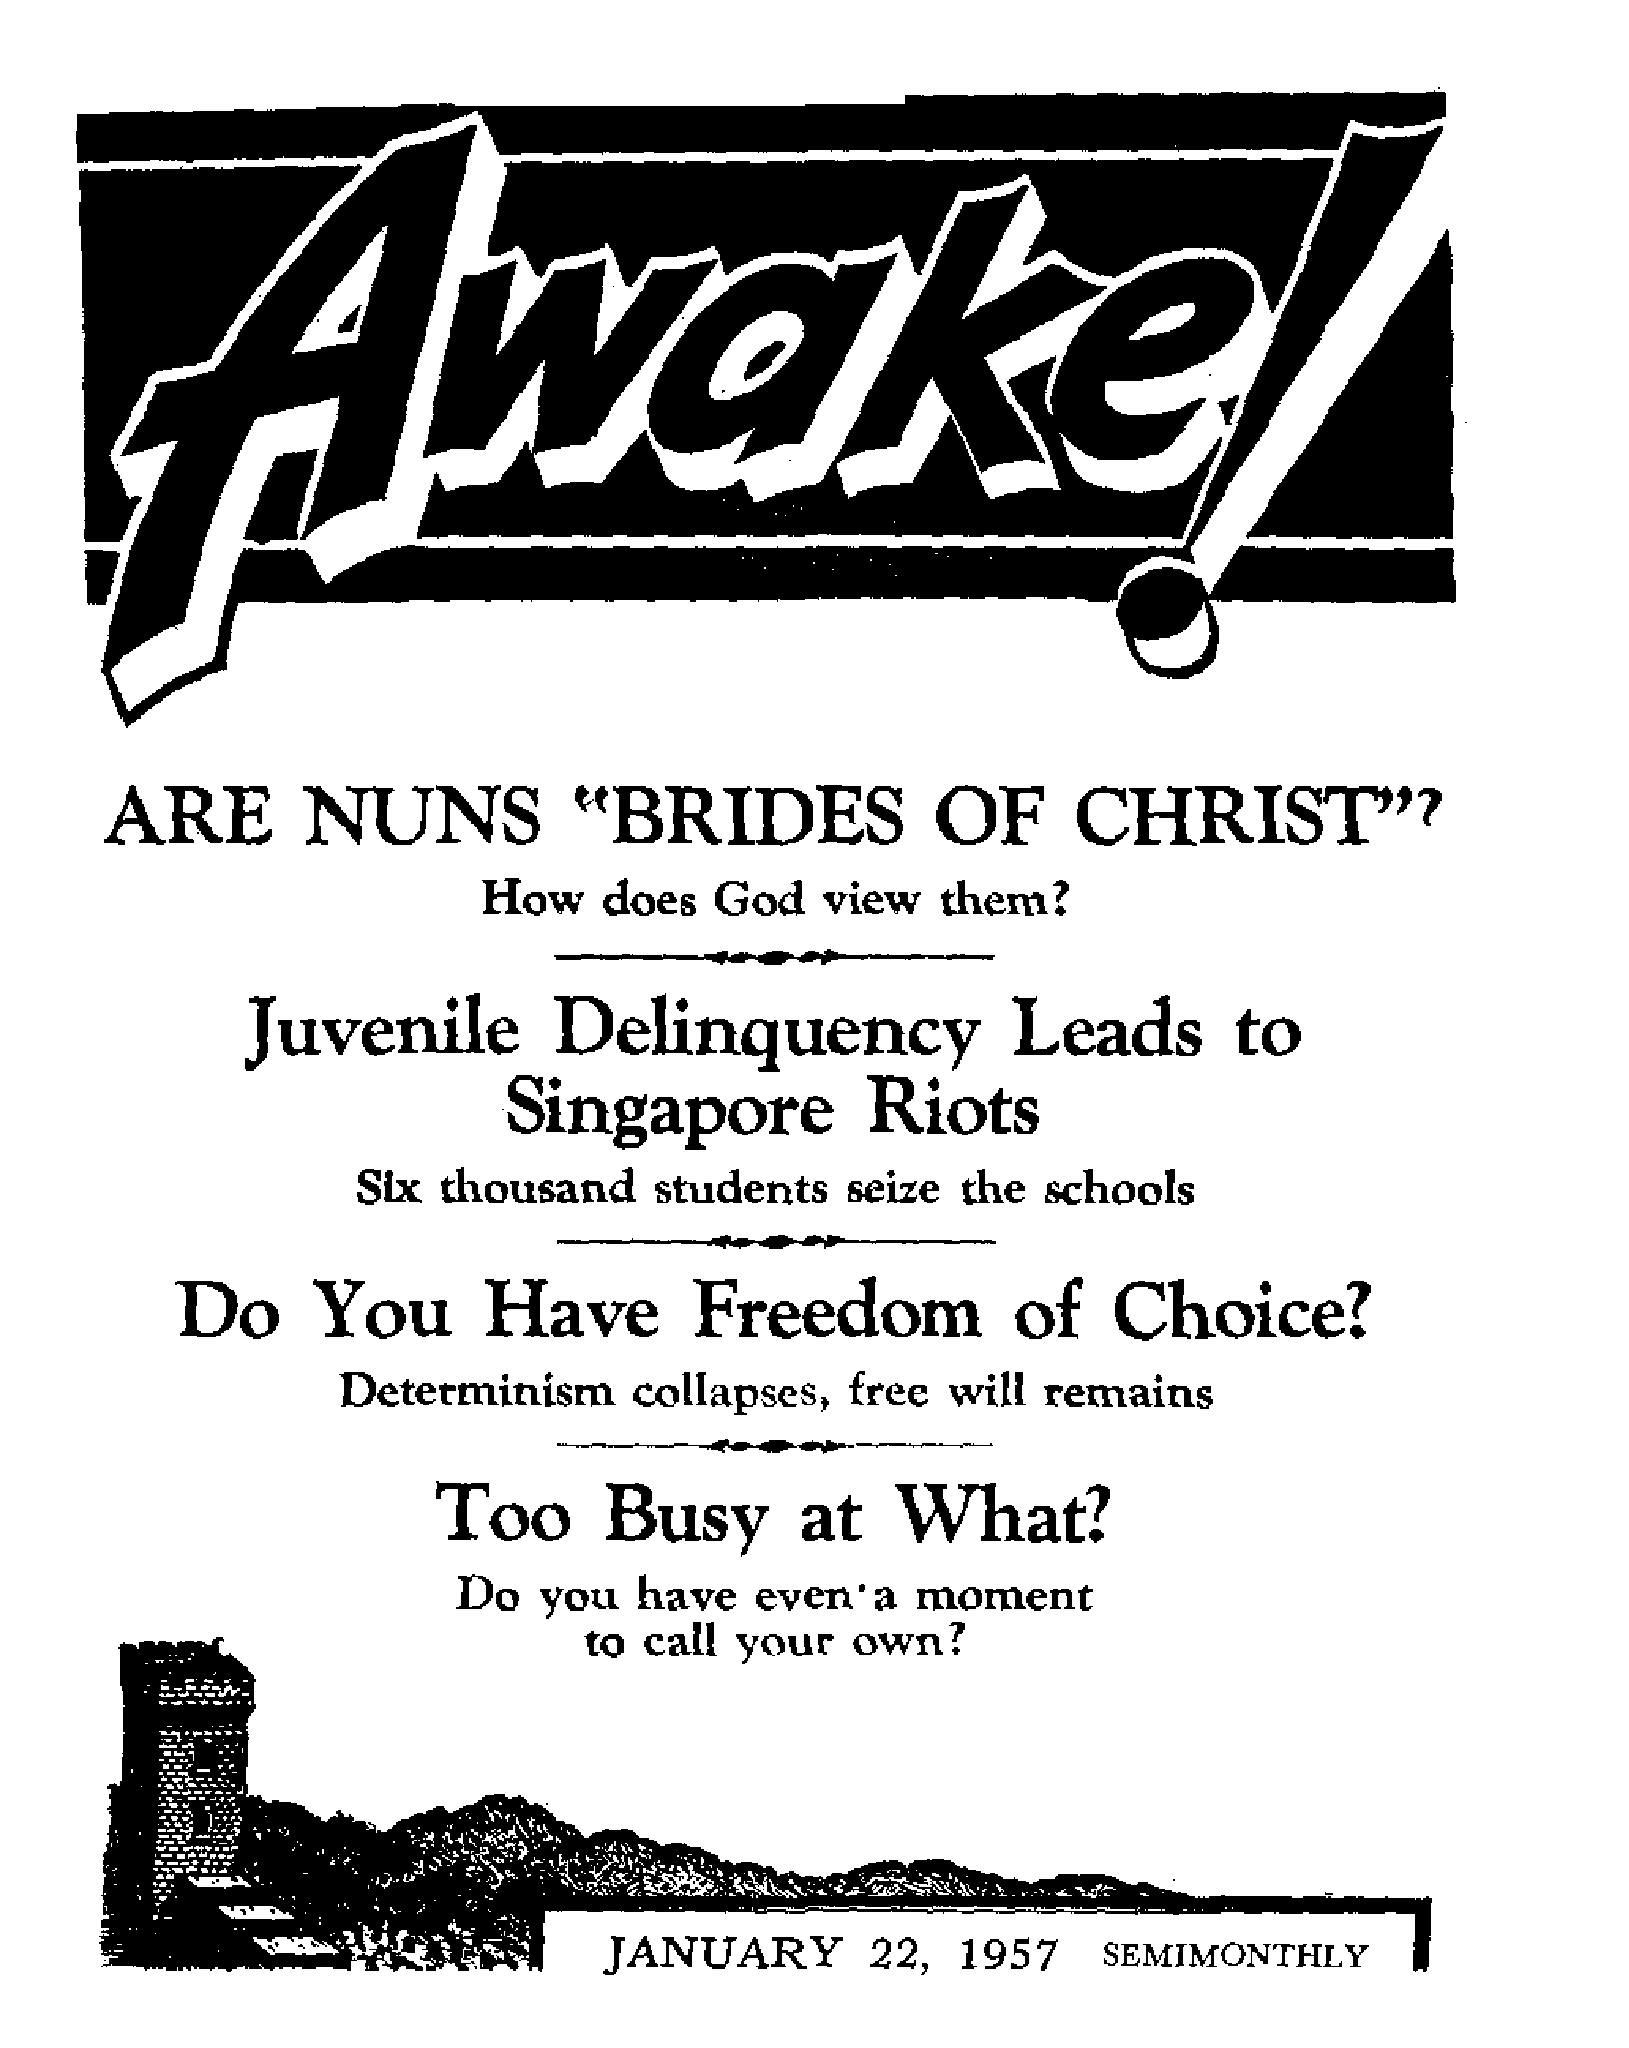 Awake!
ARE NUNS “BRIDES OF CHRIST”?
How does God view them?
Juvenile Delinquency Leads to
Singapore Riots
Six thousand students seize the schools
Do You Have Freedom of Choice?
Determinism collapses, free will remains
Too Busy at What?
Do you have even a moment
to call your own?
JANUARY 22, 1957 SEMIMONTHLY